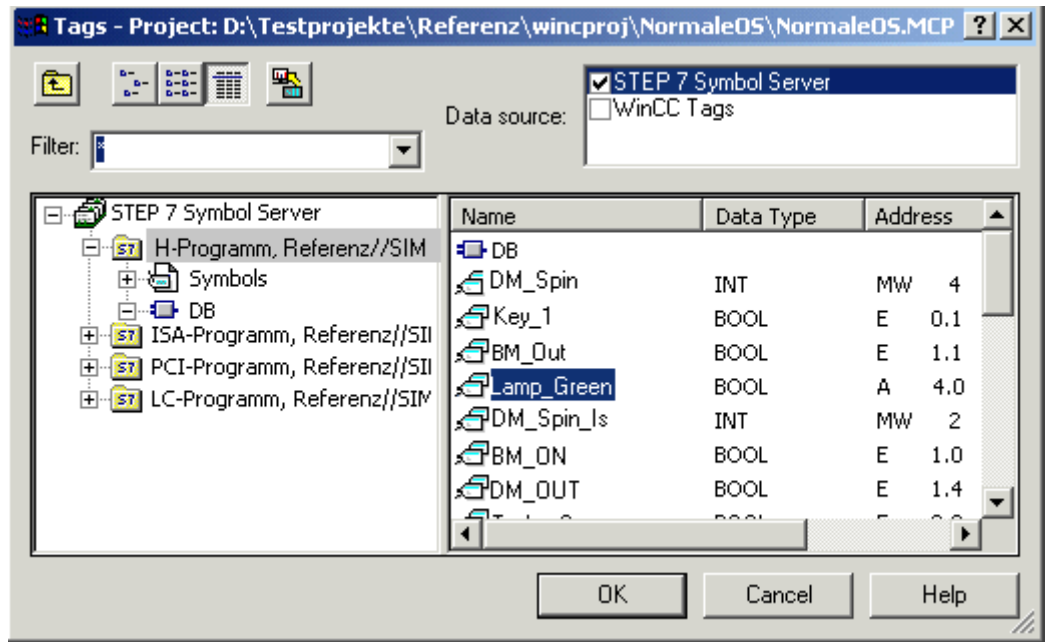 Tags - Project: D:\Testprojekte\Referenz\wincproj\NormaleOS\NormaleOS.MCP
Data source:
STEP 7 Symbol Server
WinCC Tags
Filter: *
STEP 7 Symbol Server
H-Programm, Referenz//SIM
Symbols
DB
ISA-Programm, Referenz//SI
PCI-Programm, Referenz//SI
LC-Programm, Referenz//SIM
Name Data Type Address
DB
DM_Spin INT MW 4
Key_1 BOOL E 0.1
BM_Out BOOL E 1.1
Lamp_Green BOOL A 4.0
DM_Spin_Is INT MW 2
BM_ON BOOL E 1.0
DM_OUT BOOL E 1.4
OK Cancel Help